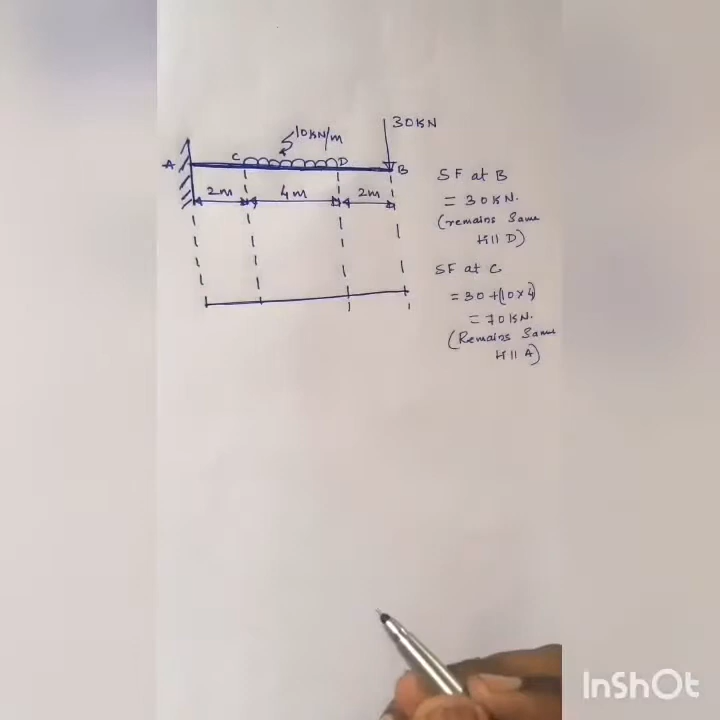 30KN
10KN/m
A
C
D
B
2m
4m
2m
SF at B
= 30KN.
(remains Same
till D)
SF at C
= 30 + (10 x 4)
= 70KN.
(Remains Same
till A)
InShOt